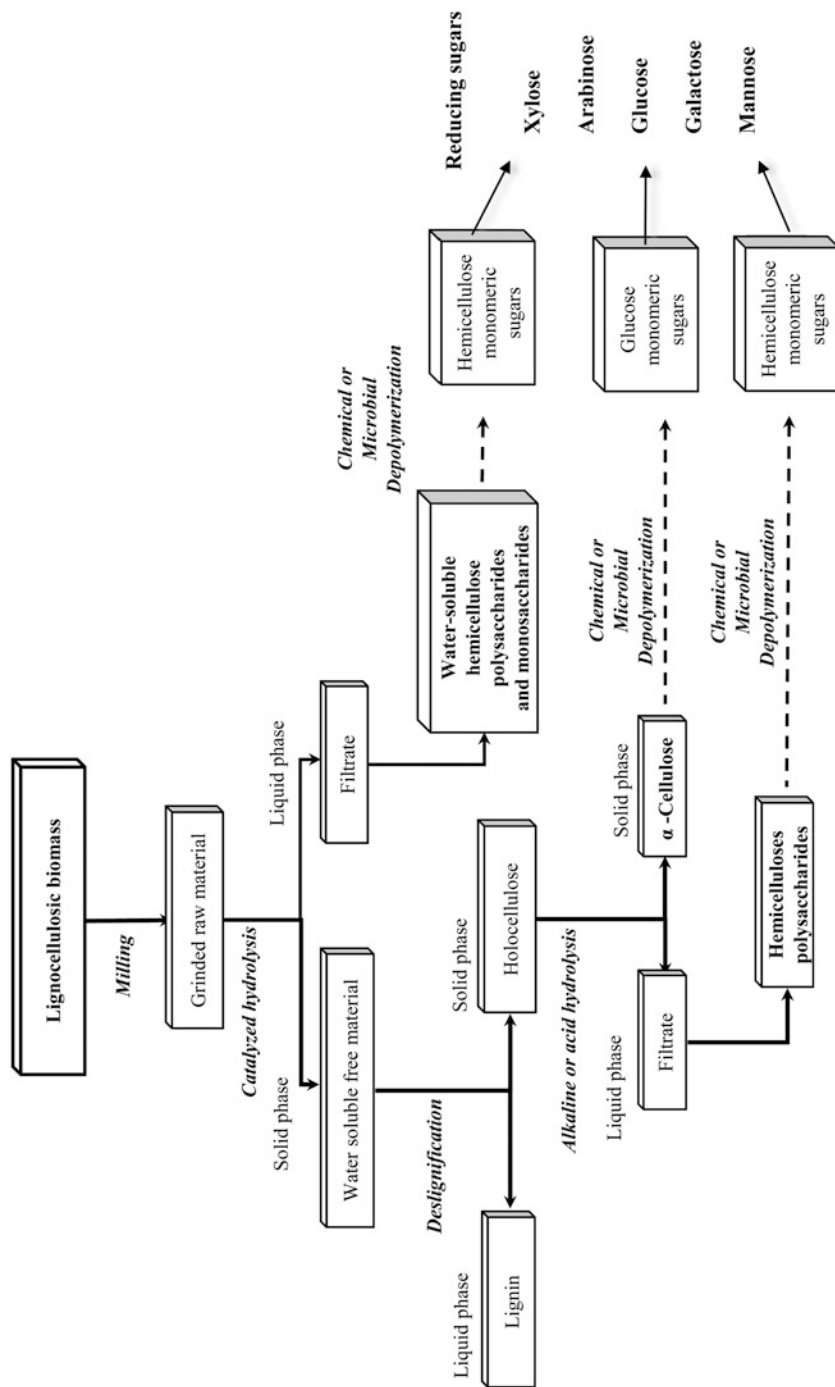 Lignocellulosic biomass
Milling
Grinded raw material
Catalyzed hydrolysis
Solid phase
Water soluble free material
Liquid phase
Filtrate
Water-soluble
hemicellulose
polysaccharides
and monosaccharides
Chemical or
Microbial
Depolymerization
Hemicellulose
monomeric
sugars
Deslignification
Liquid phase
Lignin
Solid phase
Holocellulose
Alkaline or acid hydrolysis
Solid phase
α -Cellulose
Chemical or
Microbial
Depolymerization
Glucose
monomeric
sugars
Liquid phase
Filtrate
Hemicelluloses
polysaccharides
Chemical or
Microbial
Depolymerization
Hemicellulose
monomeric
sugars
Reducing sugars
Xylose
Arabinose
Glucose
Galactose
Mannose